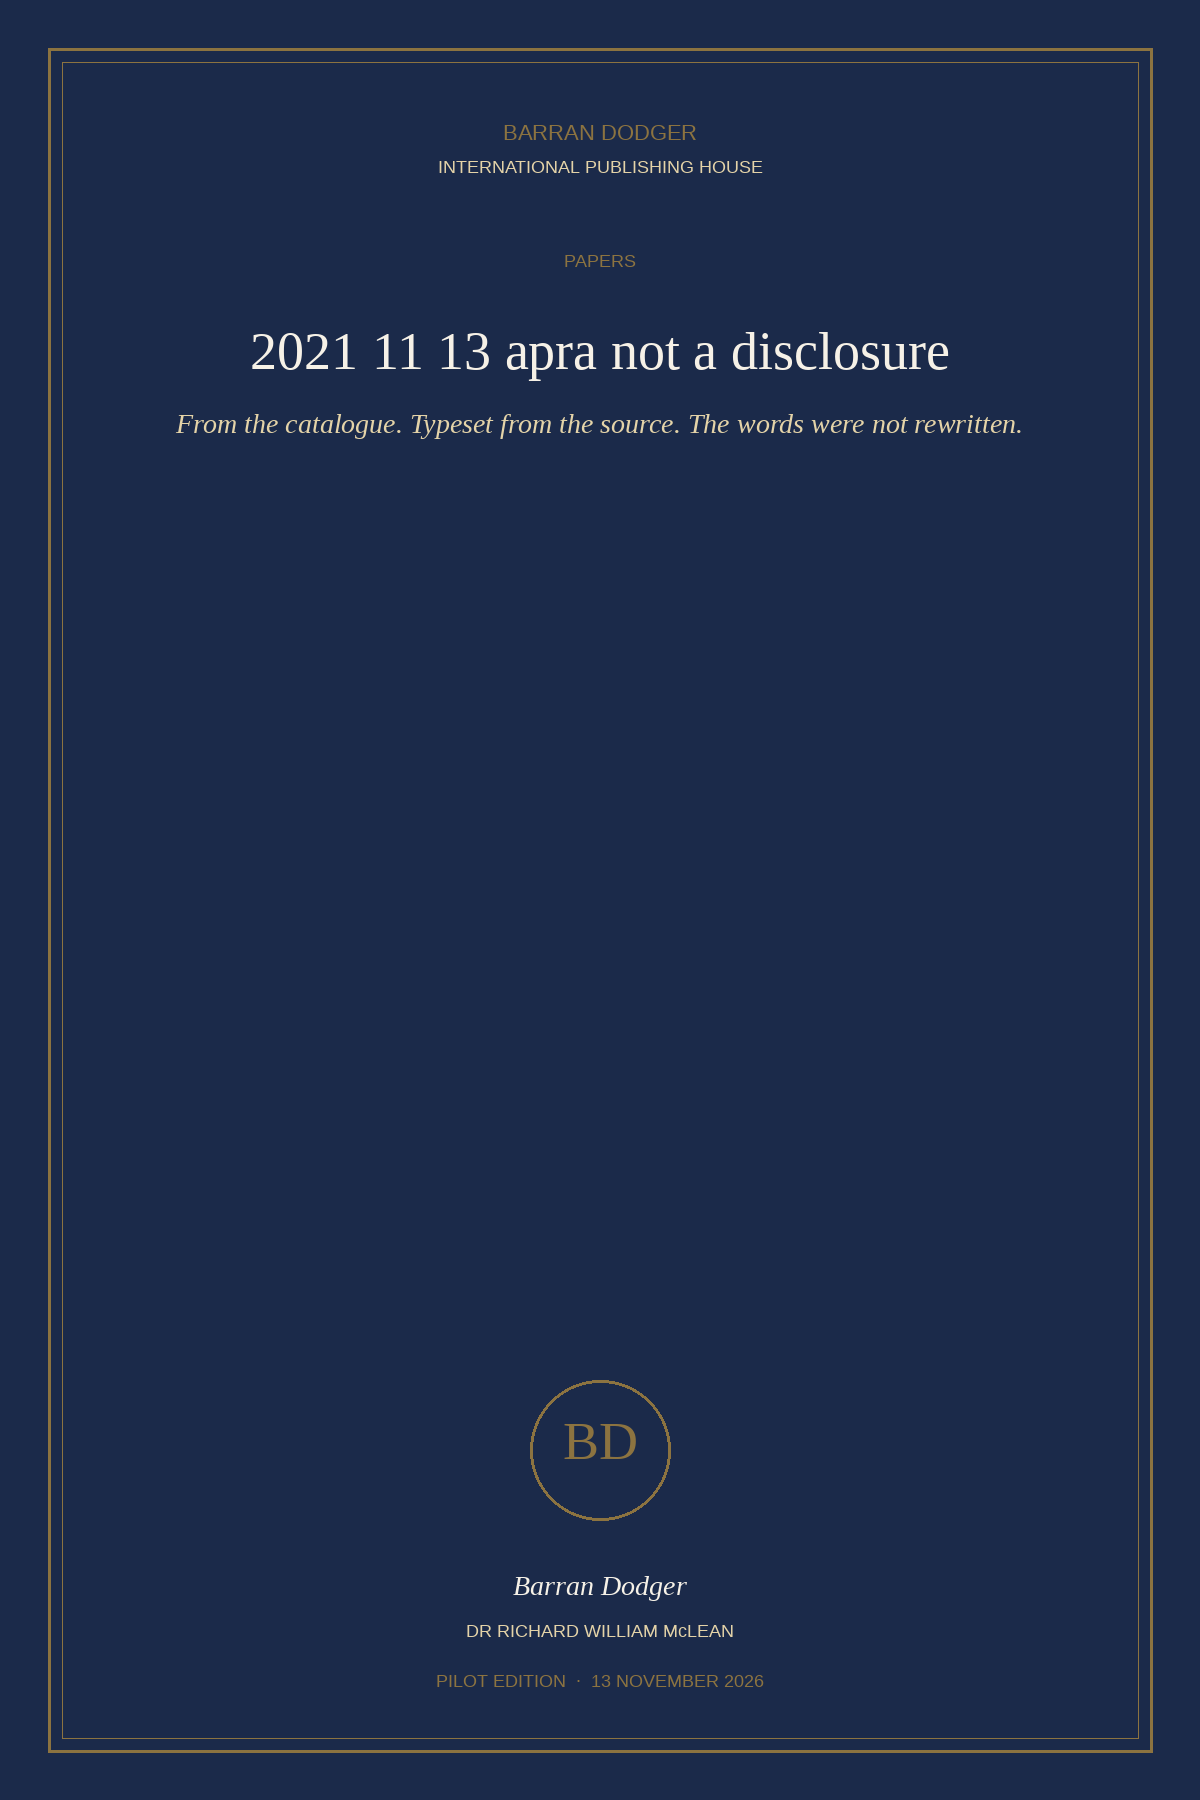 BARRAN DODGER
INTERNATIONAL PUBLISHING HOUSE
PAPERS
2021 11 13 apra not a disclosure
From the catalogue. Typeset from the source. The words were not rewritten.
BD
Barran Dodger
DR RICHARD WILLIAM McLEAN
PILOT EDITION · 13 NOVEMBER 2026